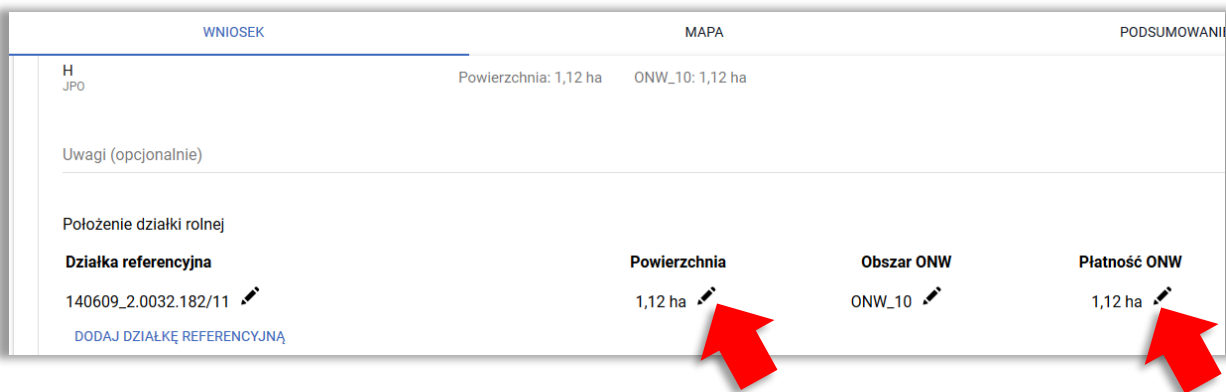 WNIOSEK MAPA PODSUMOWANIE
H Powierzchnia: 1,12 ha ONW_10: 1,12 ha
JPO
Uwagi (opcjonalnie)
Położenie działki rolnej
Działka referencyjna Powierzchnia Obszar ONW Płatność ONW
140609_2.0032.182/11 1,12 ha ONW_10 1,12 ha
DODAJ DZIAŁKĘ REFERENCYJNĄ